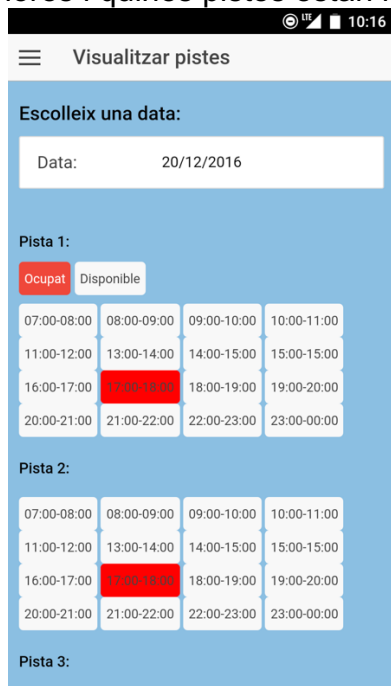 LTE 10:16
Visualitzar pistes
Escolleix una data:
Data: 20/12/2016
Pista 1:
Ocupat Disponible
07:00-08:00 08:00-09:00 09:00-10:00 10:00-11:00
11:00-12:00 13:00-14:00 14:00-15:00 15:00-15:00
16:00-17:00 17:00-18:00 18:00-19:00 19:00-20:00
20:00-21:00 21:00-22:00 22:00-23:00 23:00-00:00
Pista 2:
07:00-08:00 08:00-09:00 09:00-10:00 10:00-11:00
11:00-12:00 13:00-14:00 14:00-15:00 15:00-15:00
16:00-17:00 17:00-18:00 18:00-19:00 19:00-20:00
20:00-21:00 21:00-22:00 22:00-23:00 23:00-00:00
Pista 3: